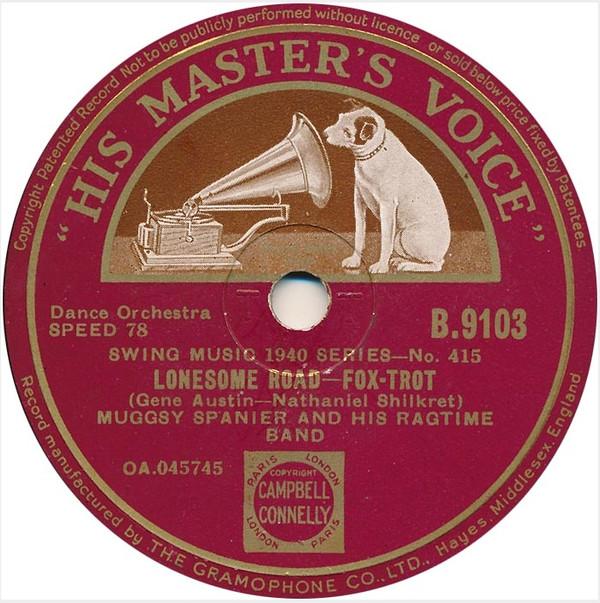 Copyright Patented Record Not to be publicly performed without licence or sold below price fixed by Patentees.
"HIS MASTER'S VOICE"
Dance Orchestra
SPEED 78
B.9103
SWING MUSIC 1940 SERIES—No. 415
LONESOME ROAD—FOX-TROT
(Gene Austin—Nathaniel Shilkret)
MUGGSY SPANIER AND HIS RAGTIME
BAND
OA.045745
PARIS LONDON
COPYRIGHT
CAMPBELL
CONNELLY
LONDON PARIS
Record manufactured by THE GRAMOPHONE CO., LTD., Hayes, Middlesex, England